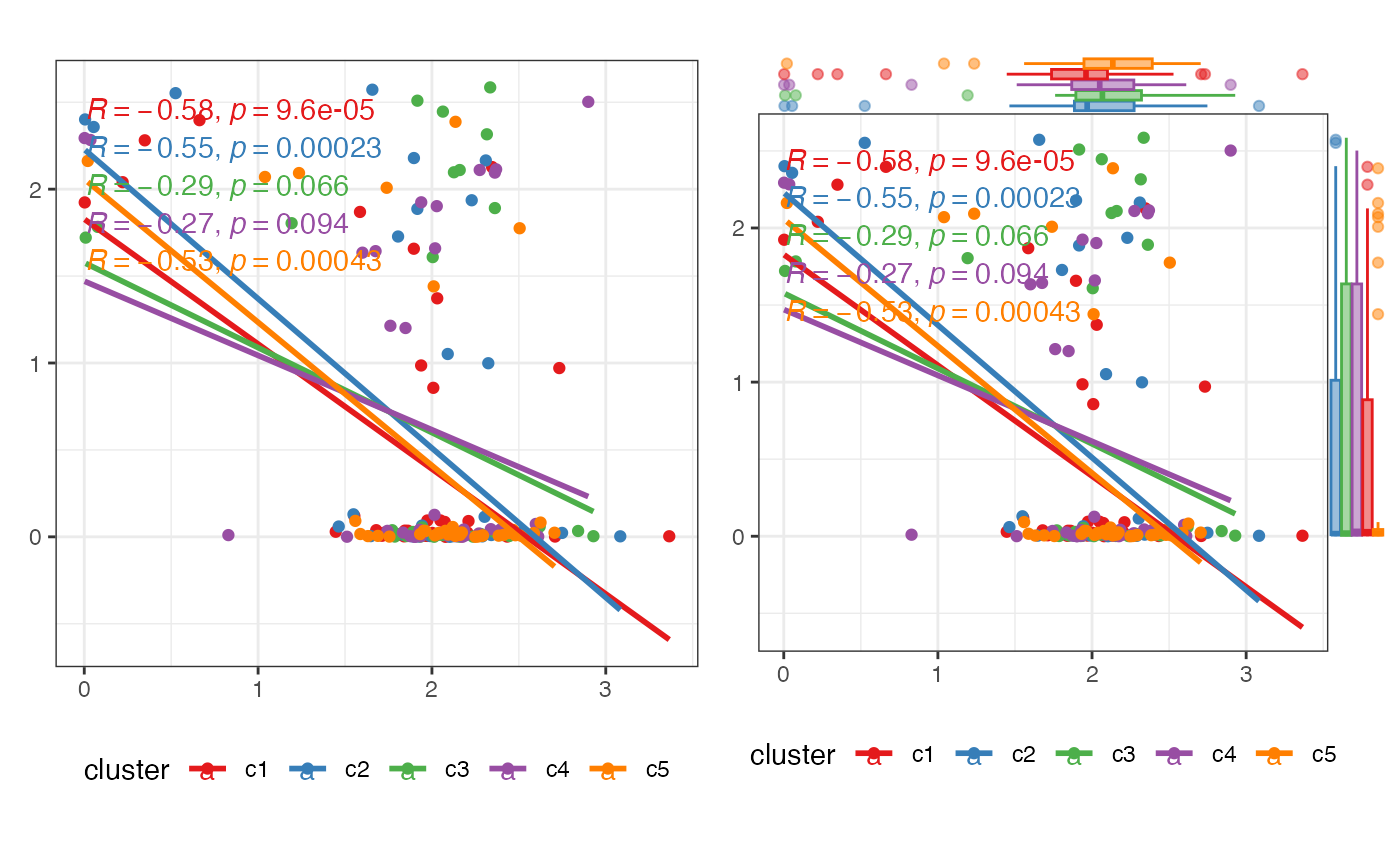 R = −0.58, p = 9.6e-05
R = −0.55, p = 0.00023
R = −0.29, p = 0.066
R = −0.27, p = 0.094
R = −0.53, p = 0.00043
2
1
0
0 1 2 3
cluster a c1 a c2 a c3 a c4 a c5
R = −0.58, p = 9.6e-05
R = −0.55, p = 0.00023
R = −0.29, p = 0.066
R = −0.27, p = 0.094
R = −0.53, p = 0.00043
2
1
0
0 1 2 3
cluster a c1 a c2 a c3 a c4 a c5